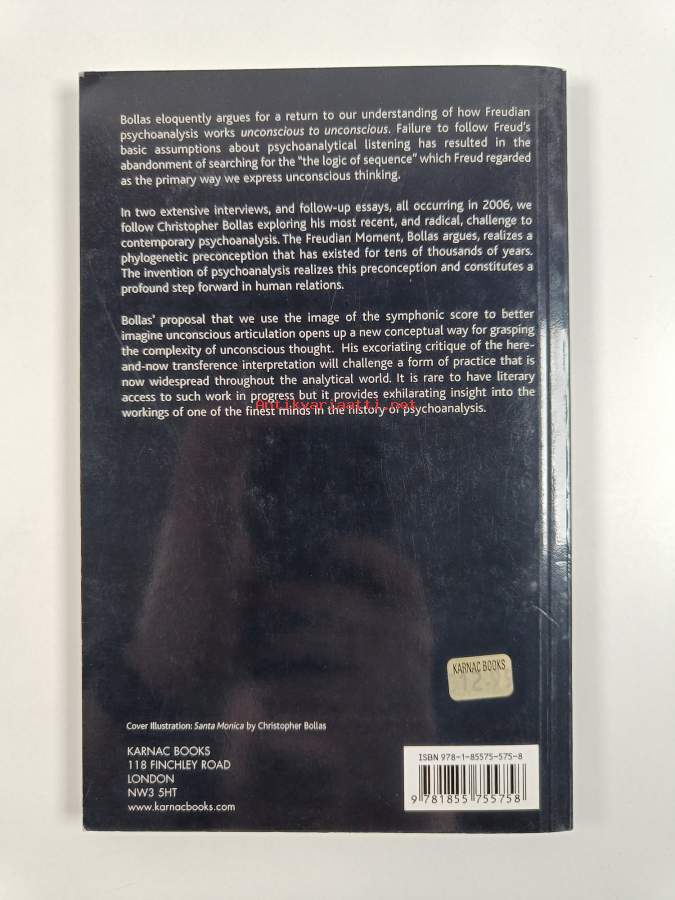 Bollas eloquently argues for a return to our understanding of how Freudian
psychoanalysis works unconscious to unconscious. Failure to follow Freud's
basic assumptions about psychoanalytical listening has resulted in the
abandonment of searching for the "the logic of sequence" which Freud regarded
as the primary way we express unconscious thinking.
In two extensive interviews, and follow-up essays, all occurring in 2006, we
follow Christopher Bollas exploring his most recent, and radical, challenge to
contemporary psychoanalysis. The Freudian Moment, Bollas argues, realizes a
phylogenetic preconception that has existed for tens of thousands of years.
The invention of psychoanalysis realizes this preconception and constitutes a
profound step forward in human relations.
Bollas' proposal that we use the image of the symphonic score to better
imagine unconscious articulation opens up a new conceptual way for grasping
the complexity of unconscious thought. His excoriating critique of the here-
and-now transference interpretation will challenge a form of practice that is
now widespread throughout the analytical world. It is rare to have literary
access to such work in progress but it provides exhilarating insight into the
workings of one of the finest minds in the history of psychoanalysis.
Antikvariaatti.net
KARNAC BOOKS
Cover Illustration: Santa Monica by Christopher Bollas
KARNAC BOOKS
118 FINCHLEY ROAD
LONDON
NW3 5HT
www.karnacbooks.com
ISBN 978-1-85575-575-8
9 781855 755758